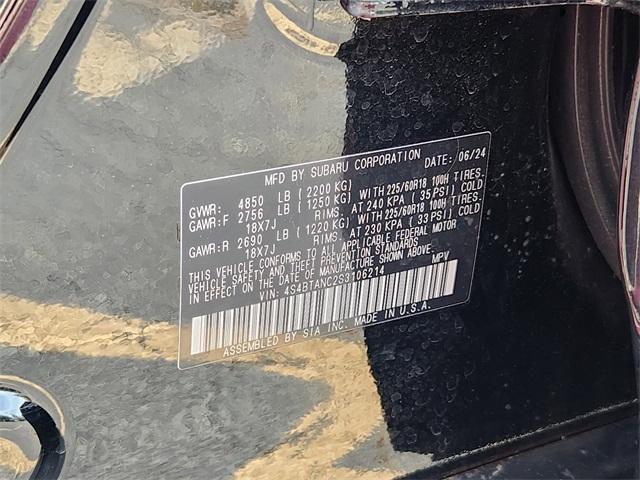 MFD BY SUBARU CORPORATION DATE: 06/24
GVWR: 4850 LB (2200 KG)
GAWR:F 2756 LB (1250 KG) WITH 225/60R18 100H TIRES.
18X7J RIMS. AT 240 KPA (35 PSI) COLD
GAWR:R 2690 LB (1220 KG) WITH 225/60R18 100H TIRES.
18X7J RIMS. AT 230 KPA (33 PSI) COLD
THIS VEHICLE CONFORMS TO ALL APPLICABLE FEDERAL MOTOR
VEHICLE SAFETY AND THEFT PREVENTION STANDARDS
IN EFFECT ON THE DATE OF MANUFACTURE SHOWN ABOVE.
VIN: 4S4BTANC2S3106214 MPV
ASSEMBLED BY SIA INC. MADE IN U.S.A.